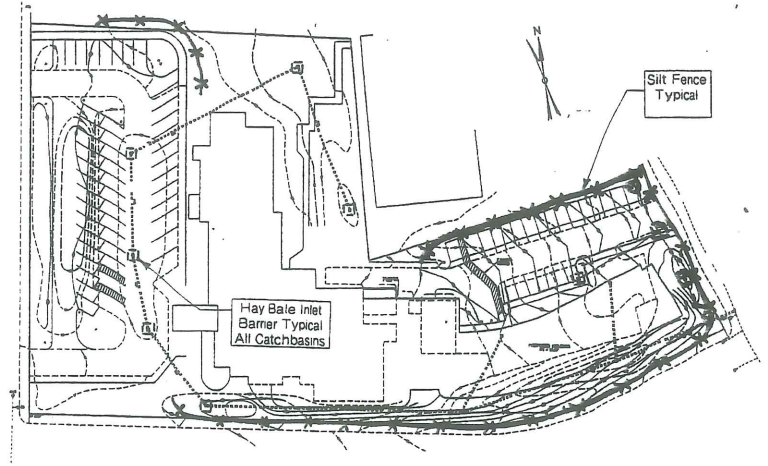 N
Silt Fence
Typical
Hay Bale Inlet
Barrier Typical
All Catchbasins